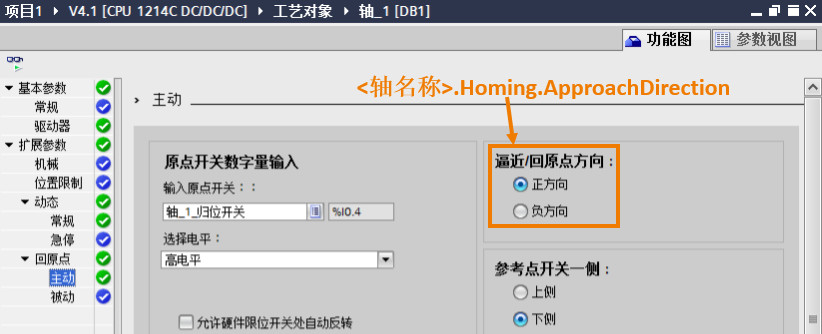 项目1 ▸ V4.1 [CPU 1214C DC/DC/DC] ▸ 工艺对象 ▸ 轴_1 [DB1]
功能图
参数视图
基本参数
常规
驱动器
扩展参数
机械
位置限制
动态
常规
急停
回原点
主动
被动
主动
<轴名称>.Homing.ApproachDirection
原点开关数字量输入
输入原点开关：：
轴_1_归位开关
%I0.4
选择电平：
高电平
允许硬件限位开关处自动反转
逼近/回原点方向：
正方向
负方向
参考点开关一侧：
上侧
下侧